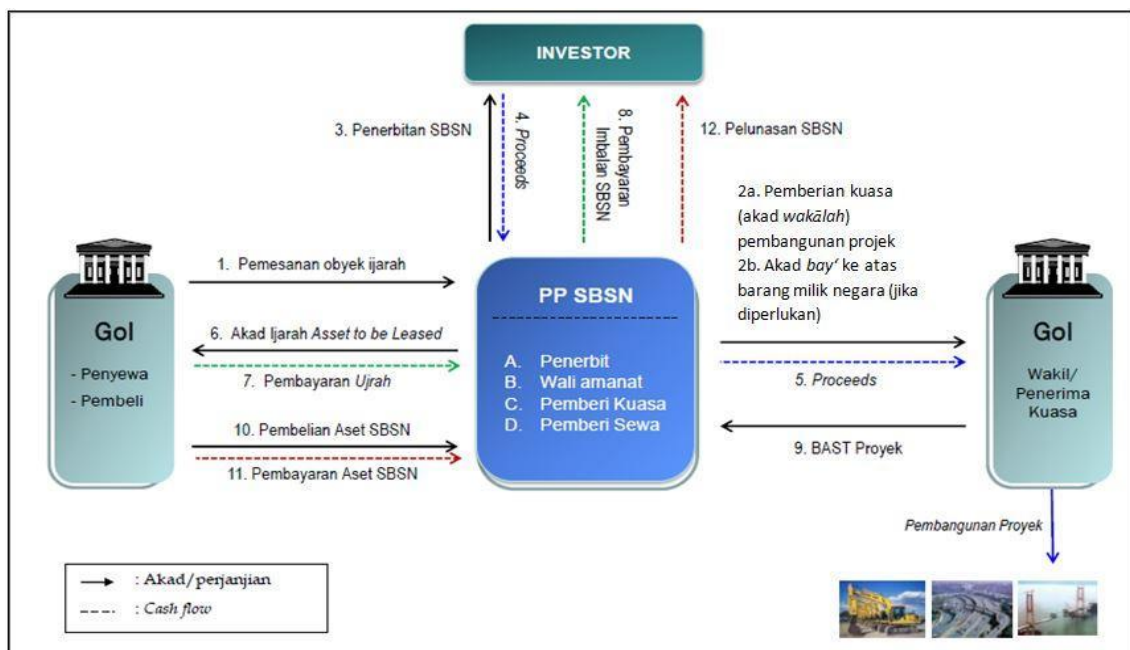 INVESTOR
3. Penerbitan SBSN
4. Proceeds
8. Pembayaran
Imbalan SBSN
12. Pelunasan SBSN
2a. Pemberian kuasa
(akad wakālah)
pembangunan projek
2b. Akad bay‘ ke atas
barang milik negara (jika
diperlukan)
1. Pemesanan obyek ijarah
GoI
- Penyewa
- Pembeli
6. Akad Ijarah Asset to be Leased
7. Pembayaran Ujrah
10. Pembelian Aset SBSN
11. Pembayaran Aset SBSN
PP SBSN
A. Penerbit
B. Wali amanat
C. Pemberi Kuasa
D. Pemberi Sewa
5. Proceeds
9. BAST Proyek
GoI
Wakil/
Penerima
Kuasa
Pembangunan Proyek
: Akad/perjanjian
: Cash flow